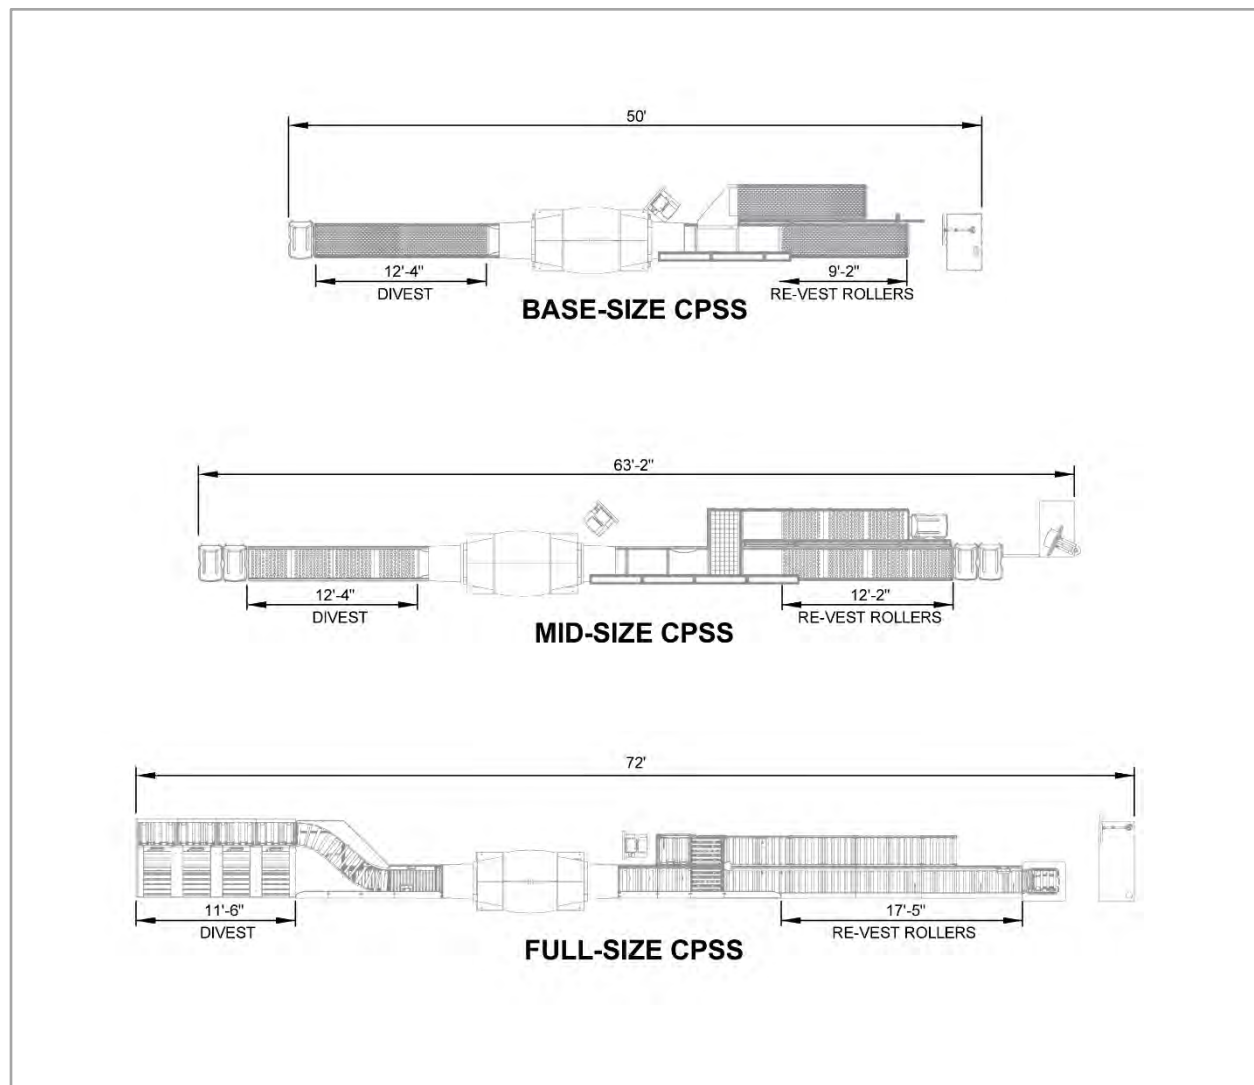 50'
12'-4"
DIVEST
9'-2"
RE-VEST ROLLERS
BASE-SIZE CPSS
63'-2"
12'-4"
DIVEST
12'-2"
RE-VEST ROLLERS
MID-SIZE CPSS
72'
11'-6"
DIVEST
17'-5"
RE-VEST ROLLERS
FULL-SIZE CPSS